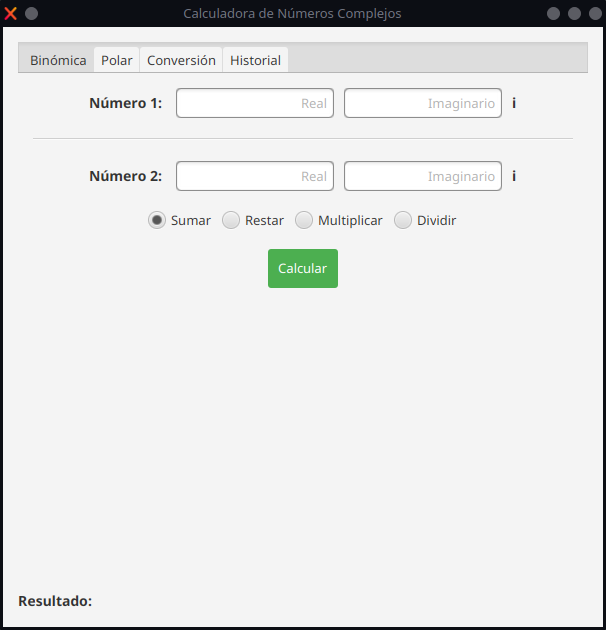 Calculadora de Números Complejos
Binómica Polar Conversión Historial
Número 1: Real Imaginario i
Número 2: Real Imaginario i
Sumar Restar Multiplicar Dividir
Calcular
Resultado: